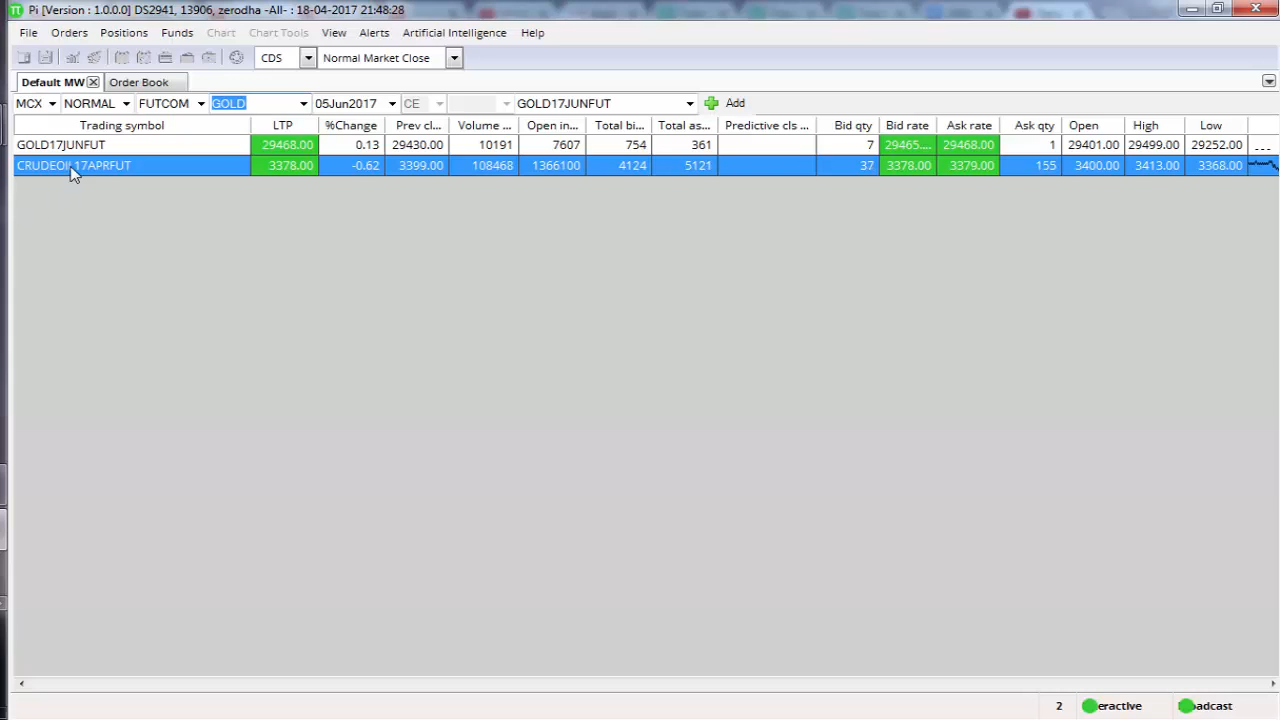 Pi [Version : 1.0.0.0] DS2941, 13906, zerodha -All- : 18-04-2017 21:48:28
File Orders Positions Funds Chart Chart Tools View Alerts Artificial Intelligence Help
CDS Normal Market Close
Default MW Order Book
MCX NORMAL FUTCOM GOLD 05Jun2017 CE GOLD17JUNFUT Add
Trading symbol LTP %Change Prev cl... Volume ... Open in... Total bi... Total as... Predictive cls ... Bid qty Bid rate Ask rate Ask qty Open High Low
GOLD17JUNFUT 29468.00 0.13 29430.00 10191 7607 754 361 7 29465.... 29468.00 1 29401.00 29499.00 29252.00
CRUDEOIL17APRFUT 3378.00 -0.62 3399.00 108468 1366100 4124 5121 37 3378.00 3379.00 155 3400.00 3413.00 3368.00
2 eractive adcast